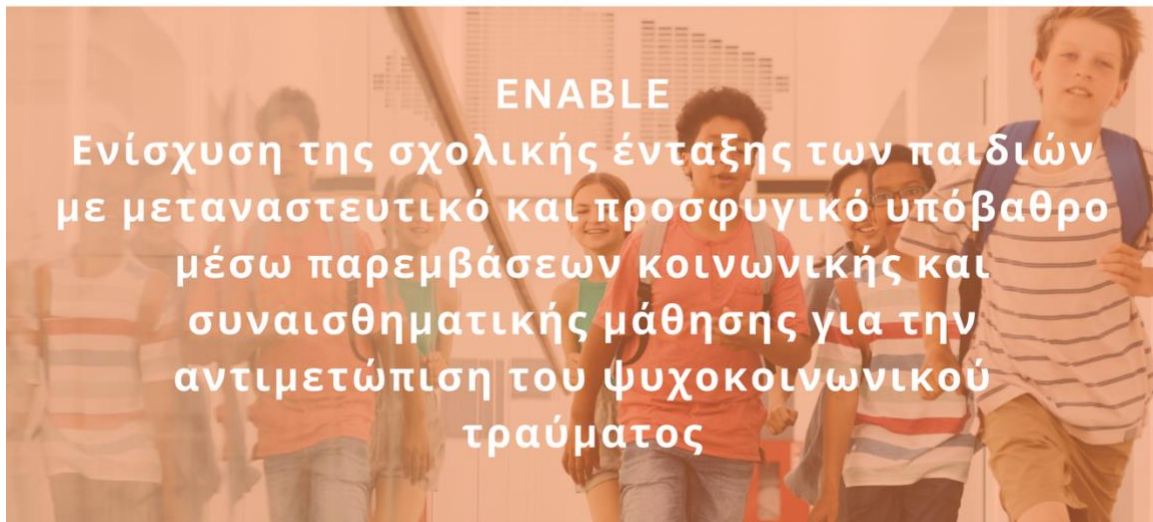 ENABLE
Ενίσχυση της σχολικής ένταξης των παιδιών
με μεταναστευτικό και προσφυγικό υπόβαθρο
μέσω παρεμβάσεων κοινωνικής και
συναισθηματικής μάθησης για την
αντιμετώπιση του ψυχοκοινωνικού
τραύματος